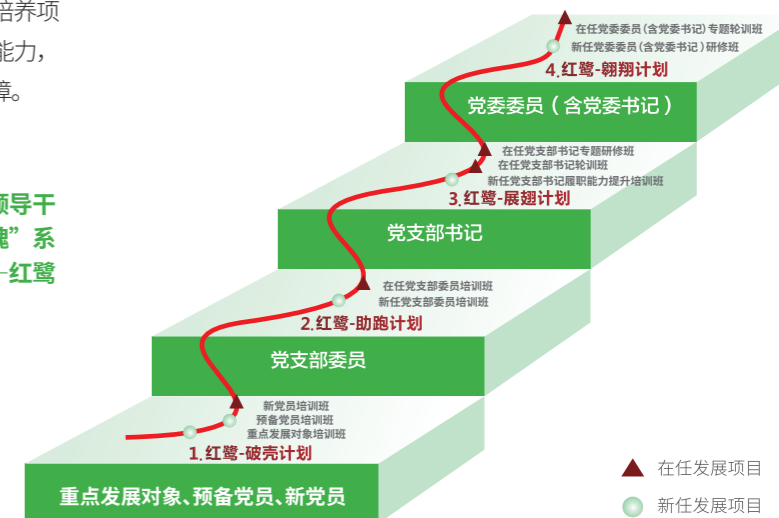 培养项
能力，
障。
领导干
魂”系
-红鹭
在任党委委员（含党委书记）专题轮训班
新任党委委员（含党委书记）研修班
4.红鹭-翱翔计划
党委委员（含党委书记）
在任党支部书记专题研修班
在任党支部书记轮训班
新任党支部书记履职能力提升培训班
3.红鹭-展翅计划
党支部书记
在任党支部委员培训班
新任党支部委员培训班
2.红鹭-助跑计划
党支部委员
新党员培训班
预备党员培训班
重点发展对象培训班
1.红鹭-破壳计划
重点发展对象、预备党员、新党员
在任发展项目
新任发展项目